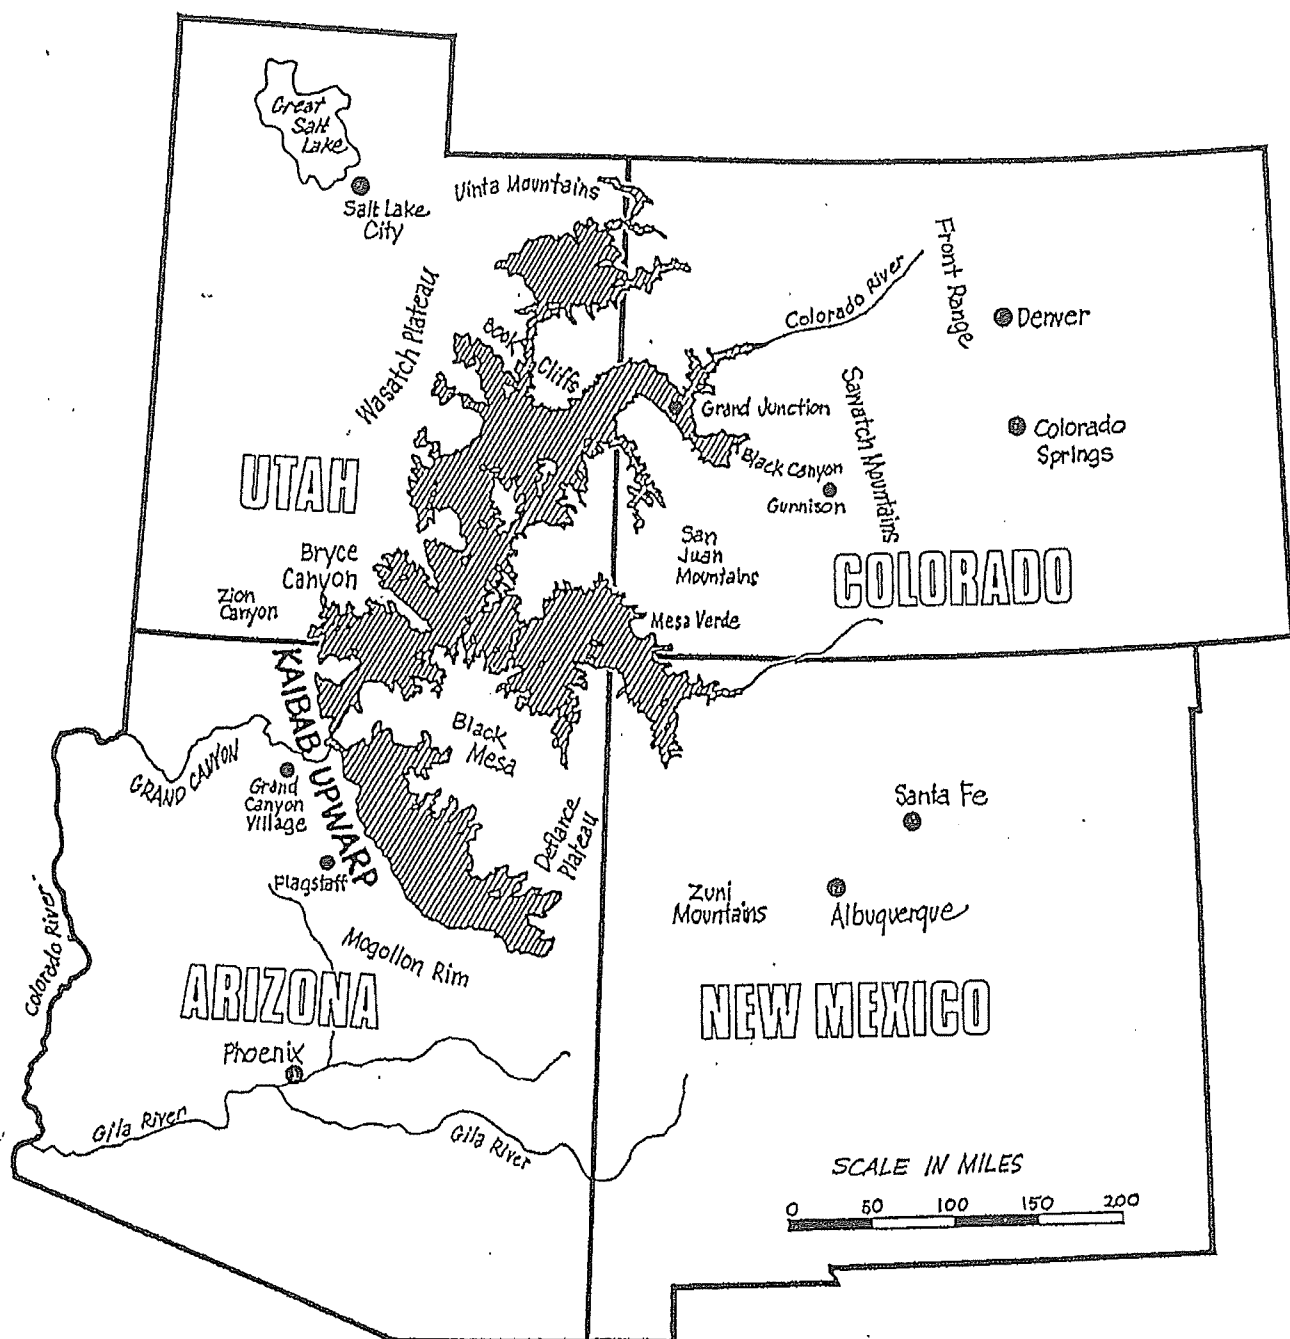 Great
Salt
Lake
Salt Lake
City
Uinta Mountains
Wasatch Plateau
Book
Cliffs
Colorado River
Front Range
Denver
Grand Junction
Sawatch Mountains
Colorado
Springs
Black Canyon
Gunnison
UTAH
Bryce
Canyon
Zion
Canyon
San
Juan
Mountains
COLORADO
Mesa Verde
KAIBAB UPWARP
Black
Mesa
GRAND CANYON
Grand
Canyon
Village
Flagstaff
Defiance
Plateau
Santa Fe
Zuni
Mountains
Albuquerque
Colorado River
Mogollon Rim
ARIZONA
NEW MEXICO
Phoenix
Gila River
Gila River
SCALE IN MILES
0 50 100 150 200